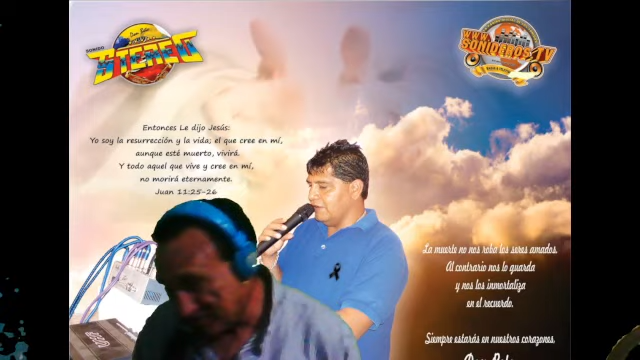 SONIDO
STEREO
WWW.
SONIDEROS.TV
Entonces Le dijo Jesús:
Yo soy la resurrección y la vida; el que cree en mí,
aunque esté muerto, vivirá.
Y todo aquel que vive y cree en mí,
no morirá eternamente.
Juan 11:25-26
La muerte no nos roba los seres amados.
Al contrario nos lo guarda
y nos los inmortaliza
en el recuerdo.
Siempre estarás en nuestros corazones,